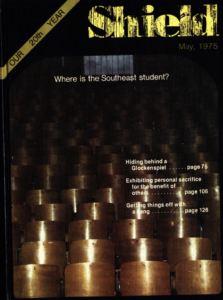 OUR 20th YEAR
Shield
May, 1975
Where is the Southeast student?
Hiding behind a
Glockenspiel . . . . . . page 75
Exhibiting personal sacrifice
for the benefit of
others . . . . . . . . . page 106
Getting things off with
a bang . . . . . . . . . page 126